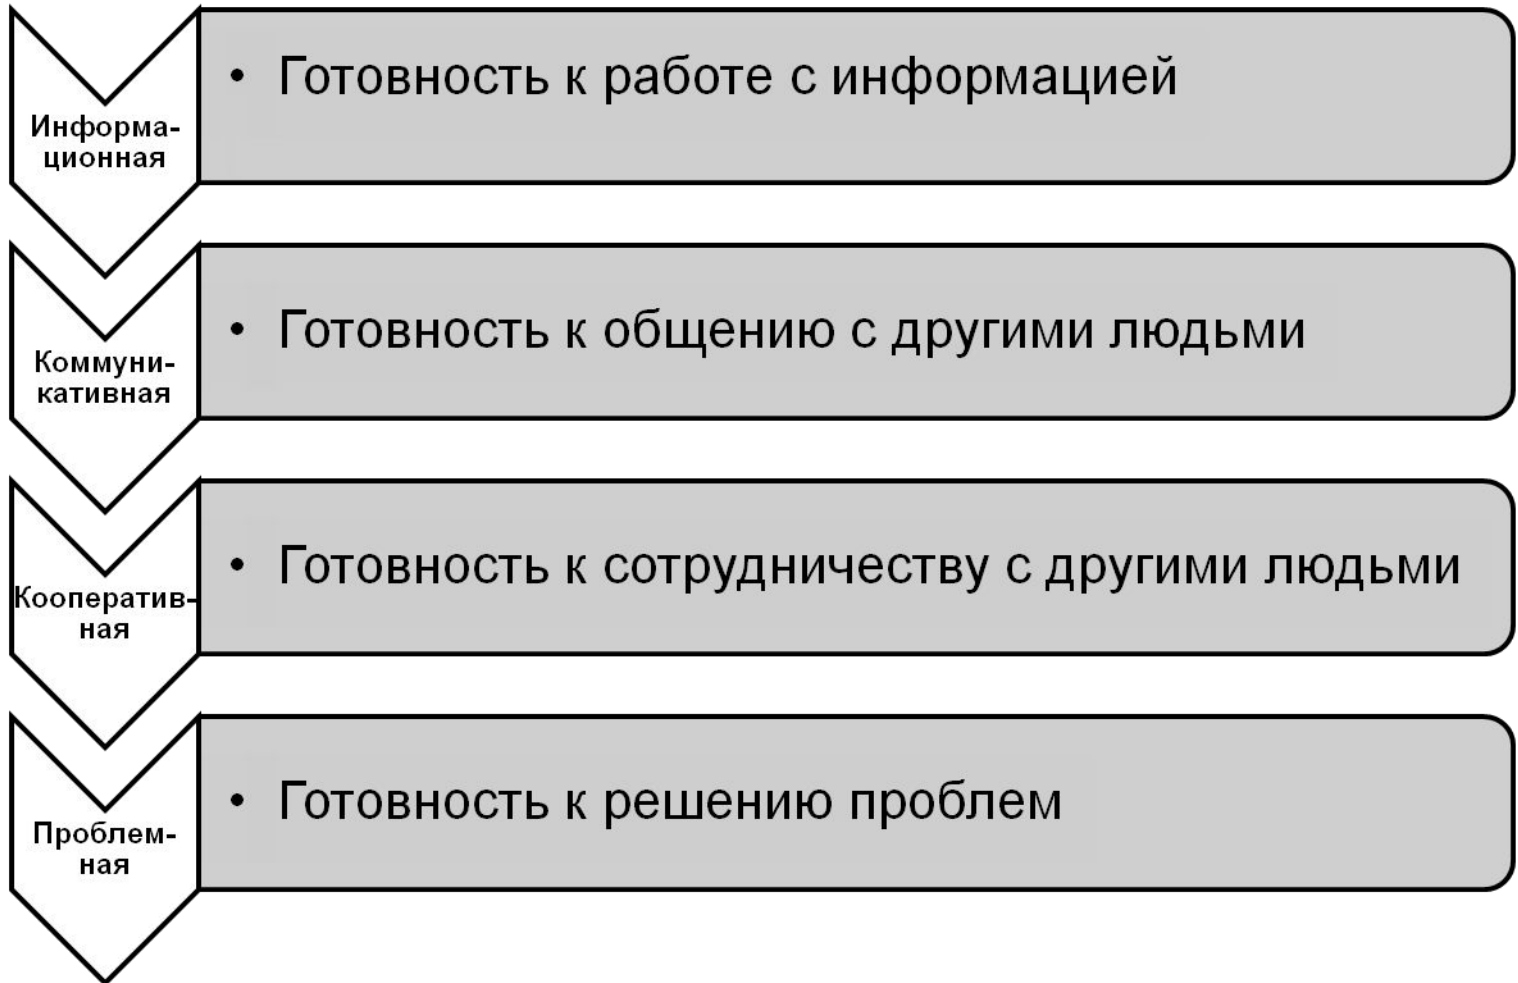 Информа-
ционная
• Готовность к работе с информацией
Коммуни-
кативная
• Готовность к общению с другими людьми
Кооператив-
ная
• Готовность к сотрудничеству с другими людьми
Проблем-
ная
• Готовность к решению проблем